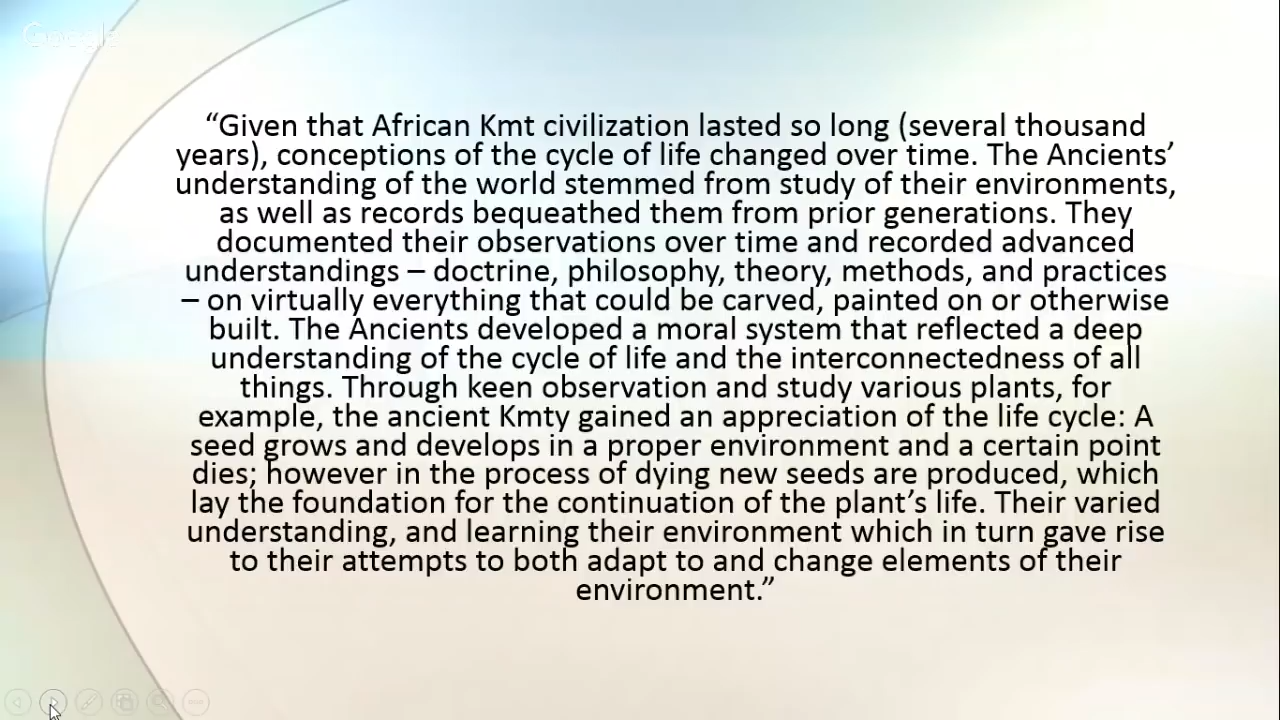 Google
“Given that African Kmt civilization lasted so long (several thousand
years), conceptions of the cycle of life changed over time. The Ancients’
understanding of the world stemmed from study of their environments,
as well as records bequeathed them from prior generations. They
documented their observations over time and recorded advanced
understandings – doctrine, philosophy, theory, methods, and practices
– on virtually everything that could be carved, painted on or otherwise
built. The Ancients developed a moral system that reflected a deep
understanding of the cycle of life and the interconnectedness of all
things. Through keen observation and study various plants, for
example, the ancient Kmty gained an appreciation of the life cycle: A
seed grows and develops in a proper environment and a certain point
dies; however in the process of dying new seeds are produced, which
lay the foundation for the continuation of the plant’s life. Their varied
understanding, and learning their environment which in turn gave rise
to their attempts to both adapt to and change elements of their
environment.”